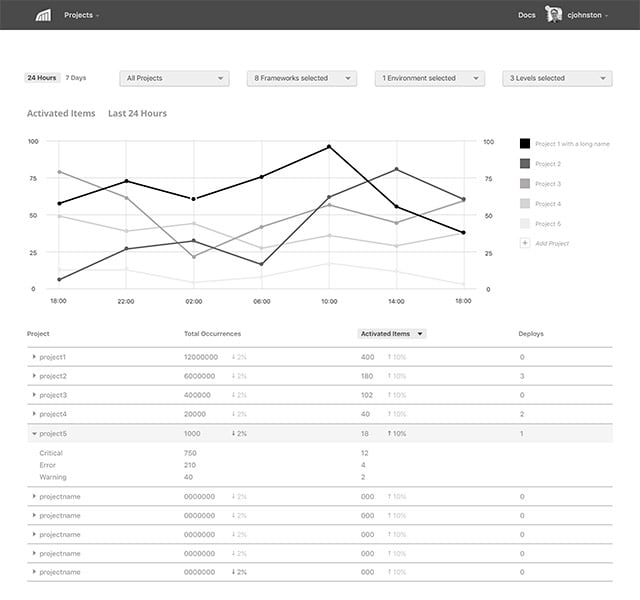 Projects Docs cjohnston
24 Hours 7 Days All Projects 8 Frameworks selected 1 Environment selected 3 Levels selected
Activated Items Last 24 Hours
100 100
75 75
50 50
25 25
0 0
18:00 22:00 02:00 06:00 10:00 14:00 18:00
Project 1 with a long name
Project 2
Project 3
Project 4
Project 5
+ Add Project
Project Total Occurrences Activated Items Deploys
project1 12000000 ↓ 2% 400 ↑ 10% 0
project2 6000000 ↓ 2% 180 ↑ 10% 3
project3 400000 ↓ 2% 102 ↑ 10% 0
project4 20000 ↓ 2% 40 ↑ 10% 2
project5 1000 ↓ 2% 18 ↑ 10% 1
Critical 750 12
Error 210 4
Warning 40 2
projectname 0000000 ↓ 2% 000 ↑ 10% 0
projectname 0000000 ↓ 2% 000 ↑ 10% 0
projectname 0000000 ↓ 2% 000 ↑ 10% 0
projectname 0000000 ↓ 2% 000 ↑ 10% 0
projectname 0000000 ↓ 2% 000 ↑ 10% 0